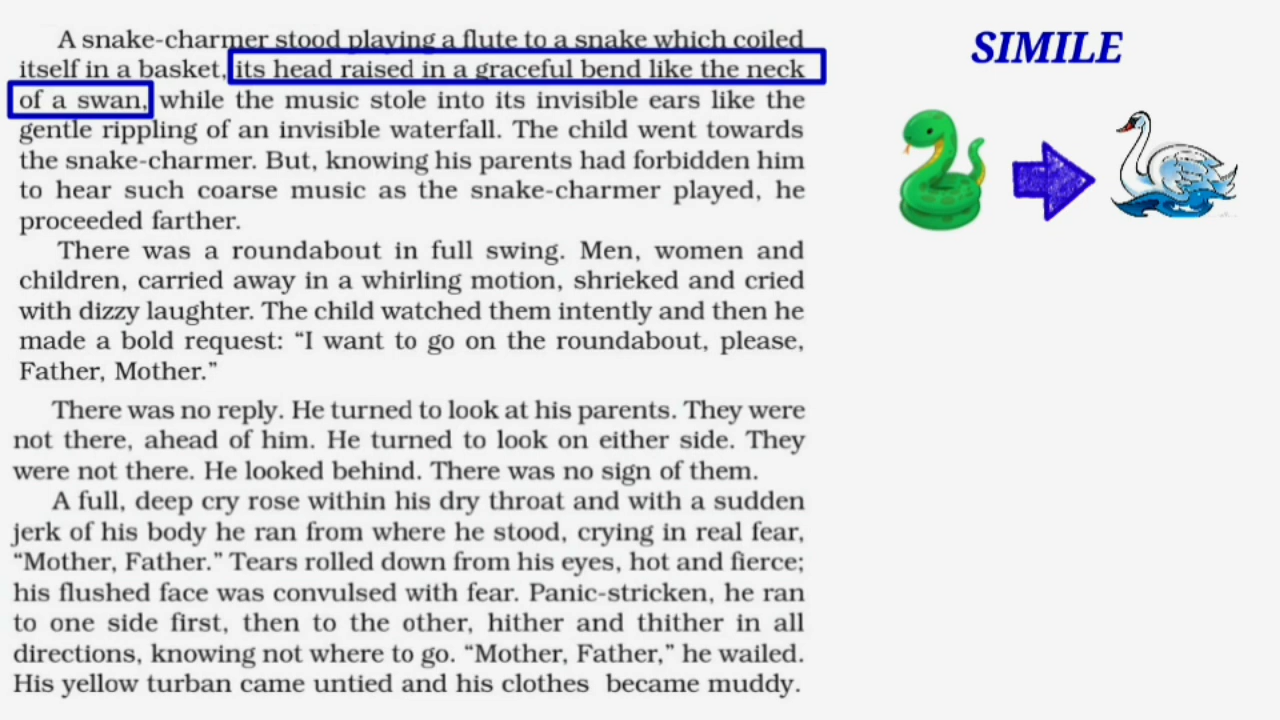 A snake-charmer stood playing a flute to a snake which coiled
itself in a basket, its head raised in a graceful bend like the neck
of a swan, while the music stole into its invisible ears like the
gentle rippling of an invisible waterfall. The child went towards
the snake-charmer. But, knowing his parents had forbidden him
to hear such coarse music as the snake-charmer played, he
proceeded farther.
There was a roundabout in full swing. Men, women and
children, carried away in a whirling motion, shrieked and cried
with dizzy laughter. The child watched them intently and then he
made a bold request: “I want to go on the roundabout, please,
Father, Mother.”
There was no reply. He turned to look at his parents. They were
not there, ahead of him. He turned to look on either side. They
were not there. He looked behind. There was no sign of them.
A full, deep cry rose within his dry throat and with a sudden
jerk of his body he ran from where he stood, crying in real fear,
“Mother, Father.” Tears rolled down from his eyes, hot and fierce;
his flushed face was convulsed with fear. Panic-stricken, he ran
to one side first, then to the other, hither and thither in all
directions, knowing not where to go. “Mother, Father,” he wailed.
His yellow turban came untied and his clothes became muddy.
SIMILE